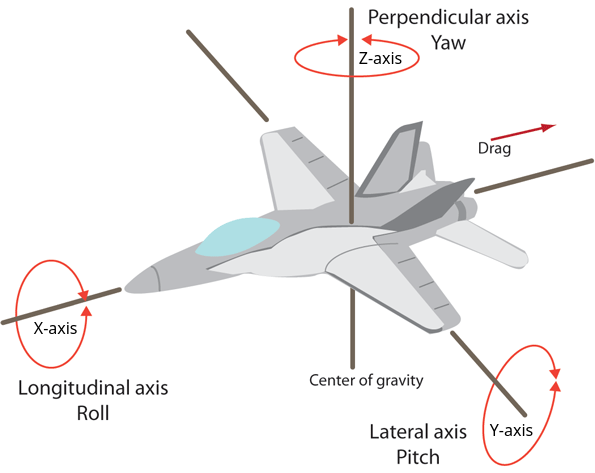 Perpendicular axis
Yaw
Z-axis
Drag
X-axis
Longitudinal axis
Roll
Center of gravity
Lateral axis
Pitch
Y-axis